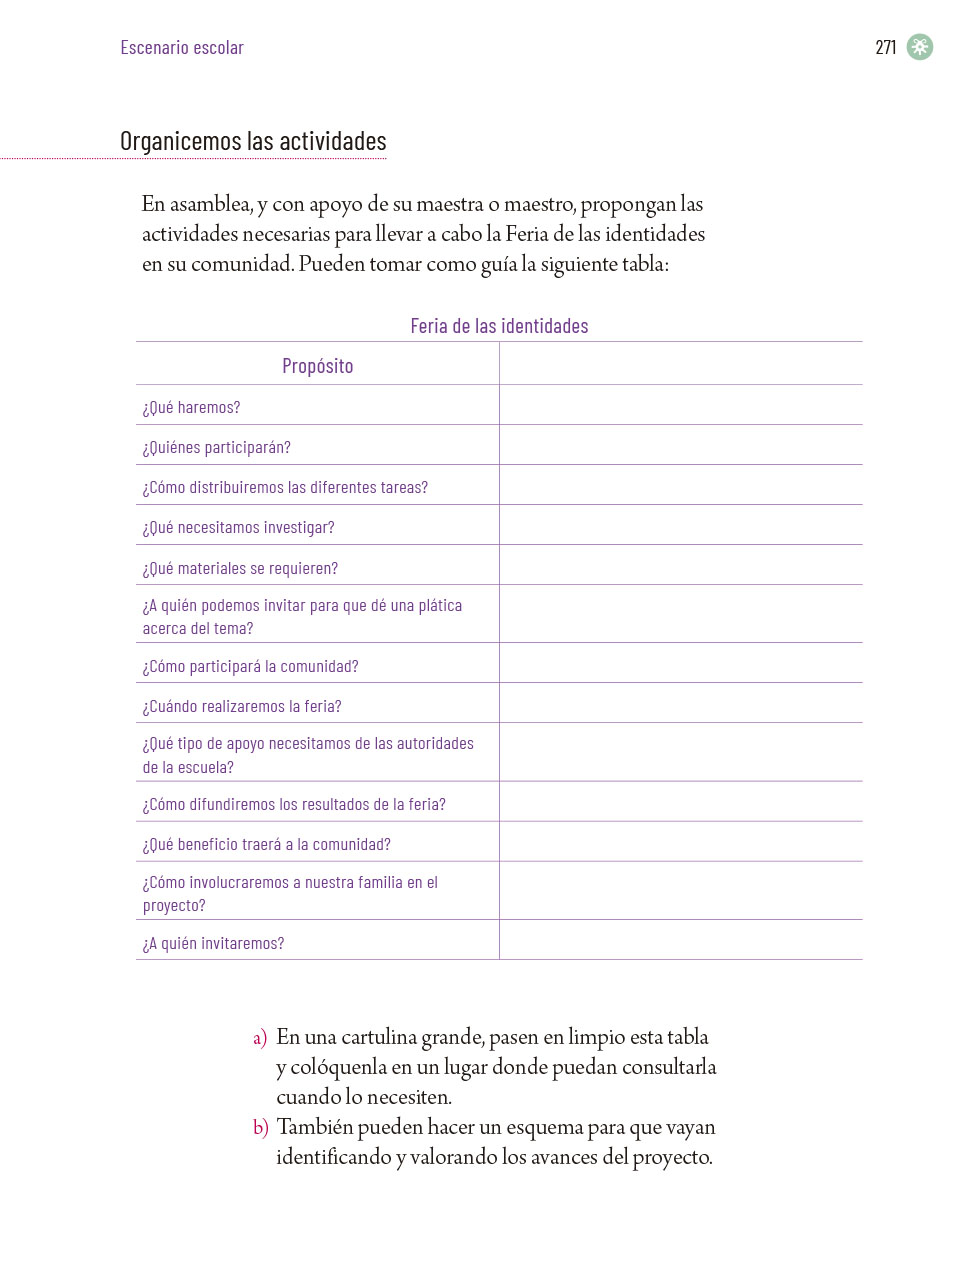 Escenario escolar
271
Organicemos las actividades
En asamblea, y con apoyo de su maestra o maestro, propongan las
actividades necesarias para llevar a cabo la Feria de las identidades
en su comunidad. Pueden tomar como guía la siguiente tabla:
Feria de las identidades
Propósito
¿Qué haremos?
¿Quiénes participarán?
¿Cómo distribuiremos las diferentes tareas?
¿Qué necesitamos investigar?
¿Qué materiales se requieren?
¿A quién podemos invitar para que dé una plática
acerca del tema?
¿Cómo participará la comunidad?
¿Cuándo realizaremos la feria?
¿Qué tipo de apoyo necesitamos de las autoridades
de la escuela?
¿Cómo difundiremos los resultados de la feria?
¿Qué beneficio traerá a la comunidad?
¿Cómo involucraremos a nuestra familia en el
proyecto?
¿A quién invitaremos?
a) En una cartulina grande, pasen en limpio esta tabla
y colóquenla en un lugar donde puedan consultarla
cuando lo necesiten.
b) También pueden hacer un esquema para que vayan
identificando y valorando los avances del proyecto.